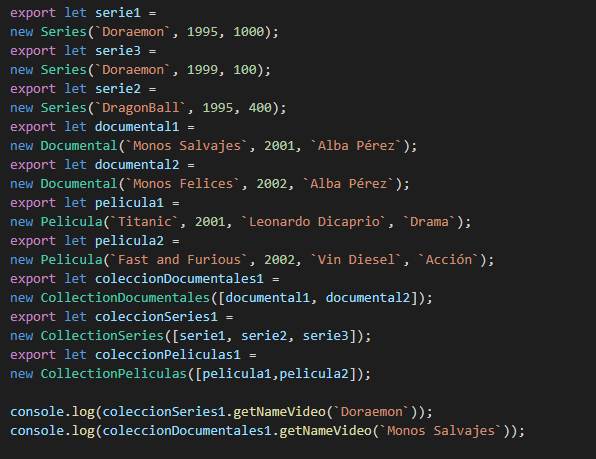 export let serie1 =
new Series(`Doraemon`, 1995, 1000);
export let serie3 =
new Series(`Doraemon`, 1999, 100);
export let serie2 =
new Series(`DragonBall`, 1995, 400);
export let documental1 =
new Documental(`Monos Salvajes`, 2001, `Alba Pérez`);
export let documental2 =
new Documental(`Monos Felices`, 2002, `Alba Pérez`);
export let pelicula1 =
new Pelicula(`Titanic`, 2001, `Leonardo Dicaprio`, `Drama`);
export let pelicula2 =
new Pelicula(`Fast and Furious`, 2002, `Vin Diesel`, `Acción`);
export let coleccionDocumentales1 =
new CollectionDocumentales([documental1, documental2]);
export let coleccionSeries1 =
new CollectionSeries([serie1, serie2, serie3]);
export let coleccionPeliculas1 =
new CollectionPeliculas([pelicula1,pelicula2]);
console.log(coleccionSeries1.getNameVideo(`Doraemon`));
console.log(coleccionDocumentales1.getNameVideo(`Monos Salvajes`));